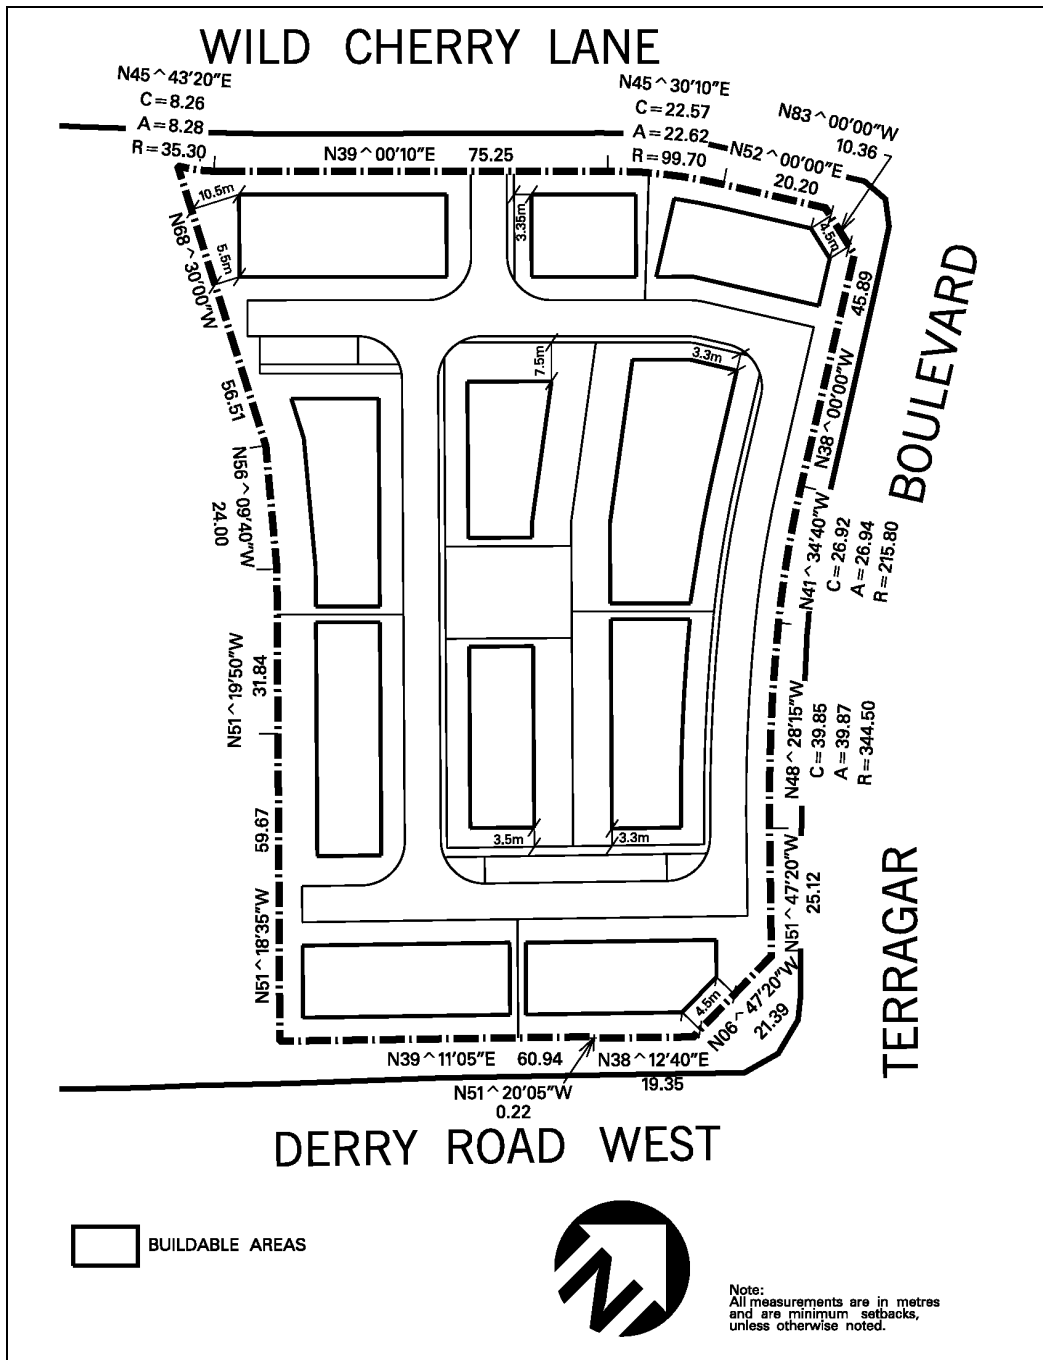 WILD CHERRY LANE
N45^43'20"E
C=8.26
A=8.28
R=35.30
N39^00'10"E 75.25
N45^30'10"E
C=22.57
A=22.62
R=99.70
N52^00'00"E
20.20
N83^00'00"W
10.36
10.5m
5.5m
3.35m
4.5m
N68^30'00"W
56.51
45.89
N38^00'00"W
BOULEVARD
7.5m
3.3m
N56^09'40"W
24.00
N41^34'40"W
C=26.92
A=26.94
R=215.80
N51^19'50"W
31.84
N48^28'15"W
C=39.85
A=39.87
R=344.50
59.67
N51^18'35"W
3.5m
3.3m
N51^47'20"W
25.12
TERRAGAR
4.5m
N06^47'20"W
21.39
N39^11'05"E 60.94
N38^12'40"E
19.35
N51^20'05"W
0.22
DERRY ROAD WEST
BUILDABLE AREAS
N
Note:
All measurements are in metres
and are minimum setbacks,
unless otherwise noted.